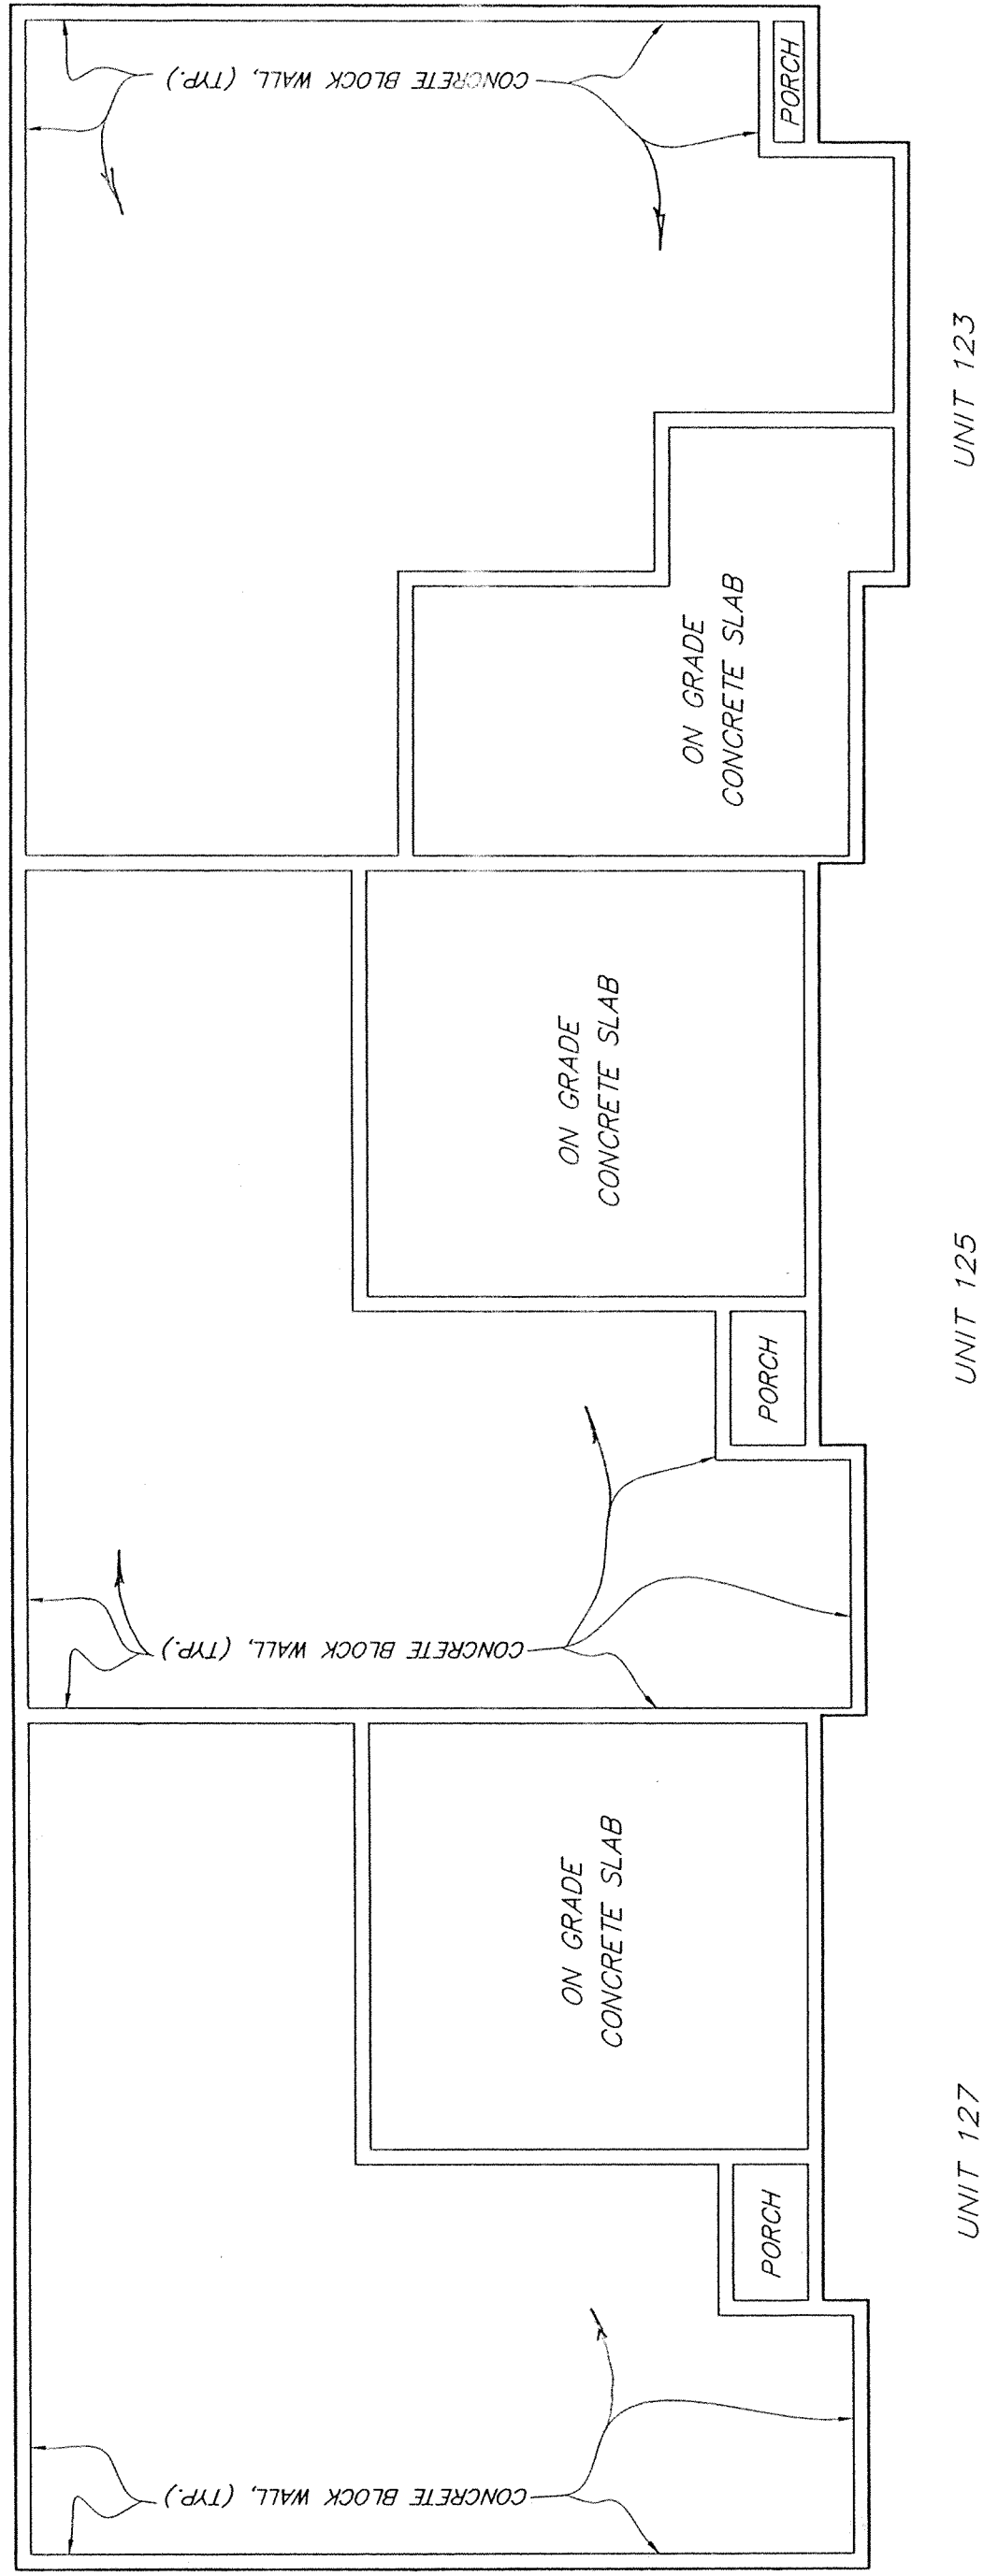 CONCRETE BLOCK WALL, (TYP.)
PORCH
UNIT 123
ON GRADE
CONCRETE SLAB
ON GRADE
CONCRETE SLAB
UNIT 125
PORCH
CONCRETE BLOCK WALL, (TYP.)
ON GRADE
CONCRETE SLAB
UNIT 127
PORCH
CONCRETE BLOCK WALL, (TYP.)